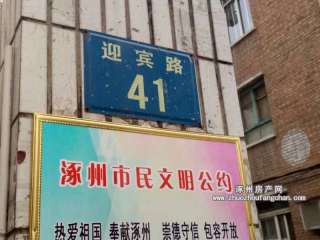 迎宾路
41
涿州市民文明公约
热爱祖国 奉献涿州 崇德守信 包容开放
涿州房产网
www.zhuozhoufangchan.com